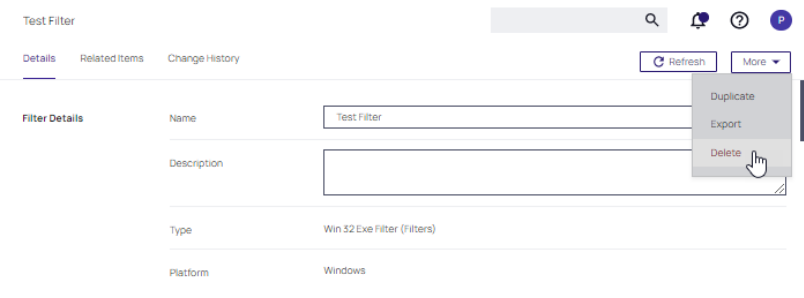 Test Filter
P
Details Related Items Change History Refresh More
Duplicate
Export
Delete
Filter Details Name Test Filter
Description
Type Win 32 Exe Filter (Filters)
Platform Windows